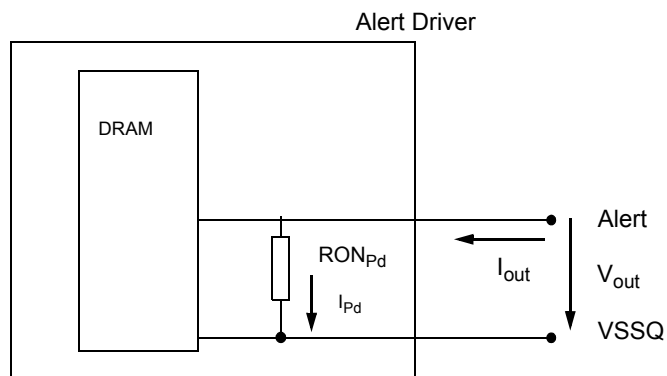 Alert Driver
DRAM
Alert
RONPd
Iout
Vout
IPd
VSSQ